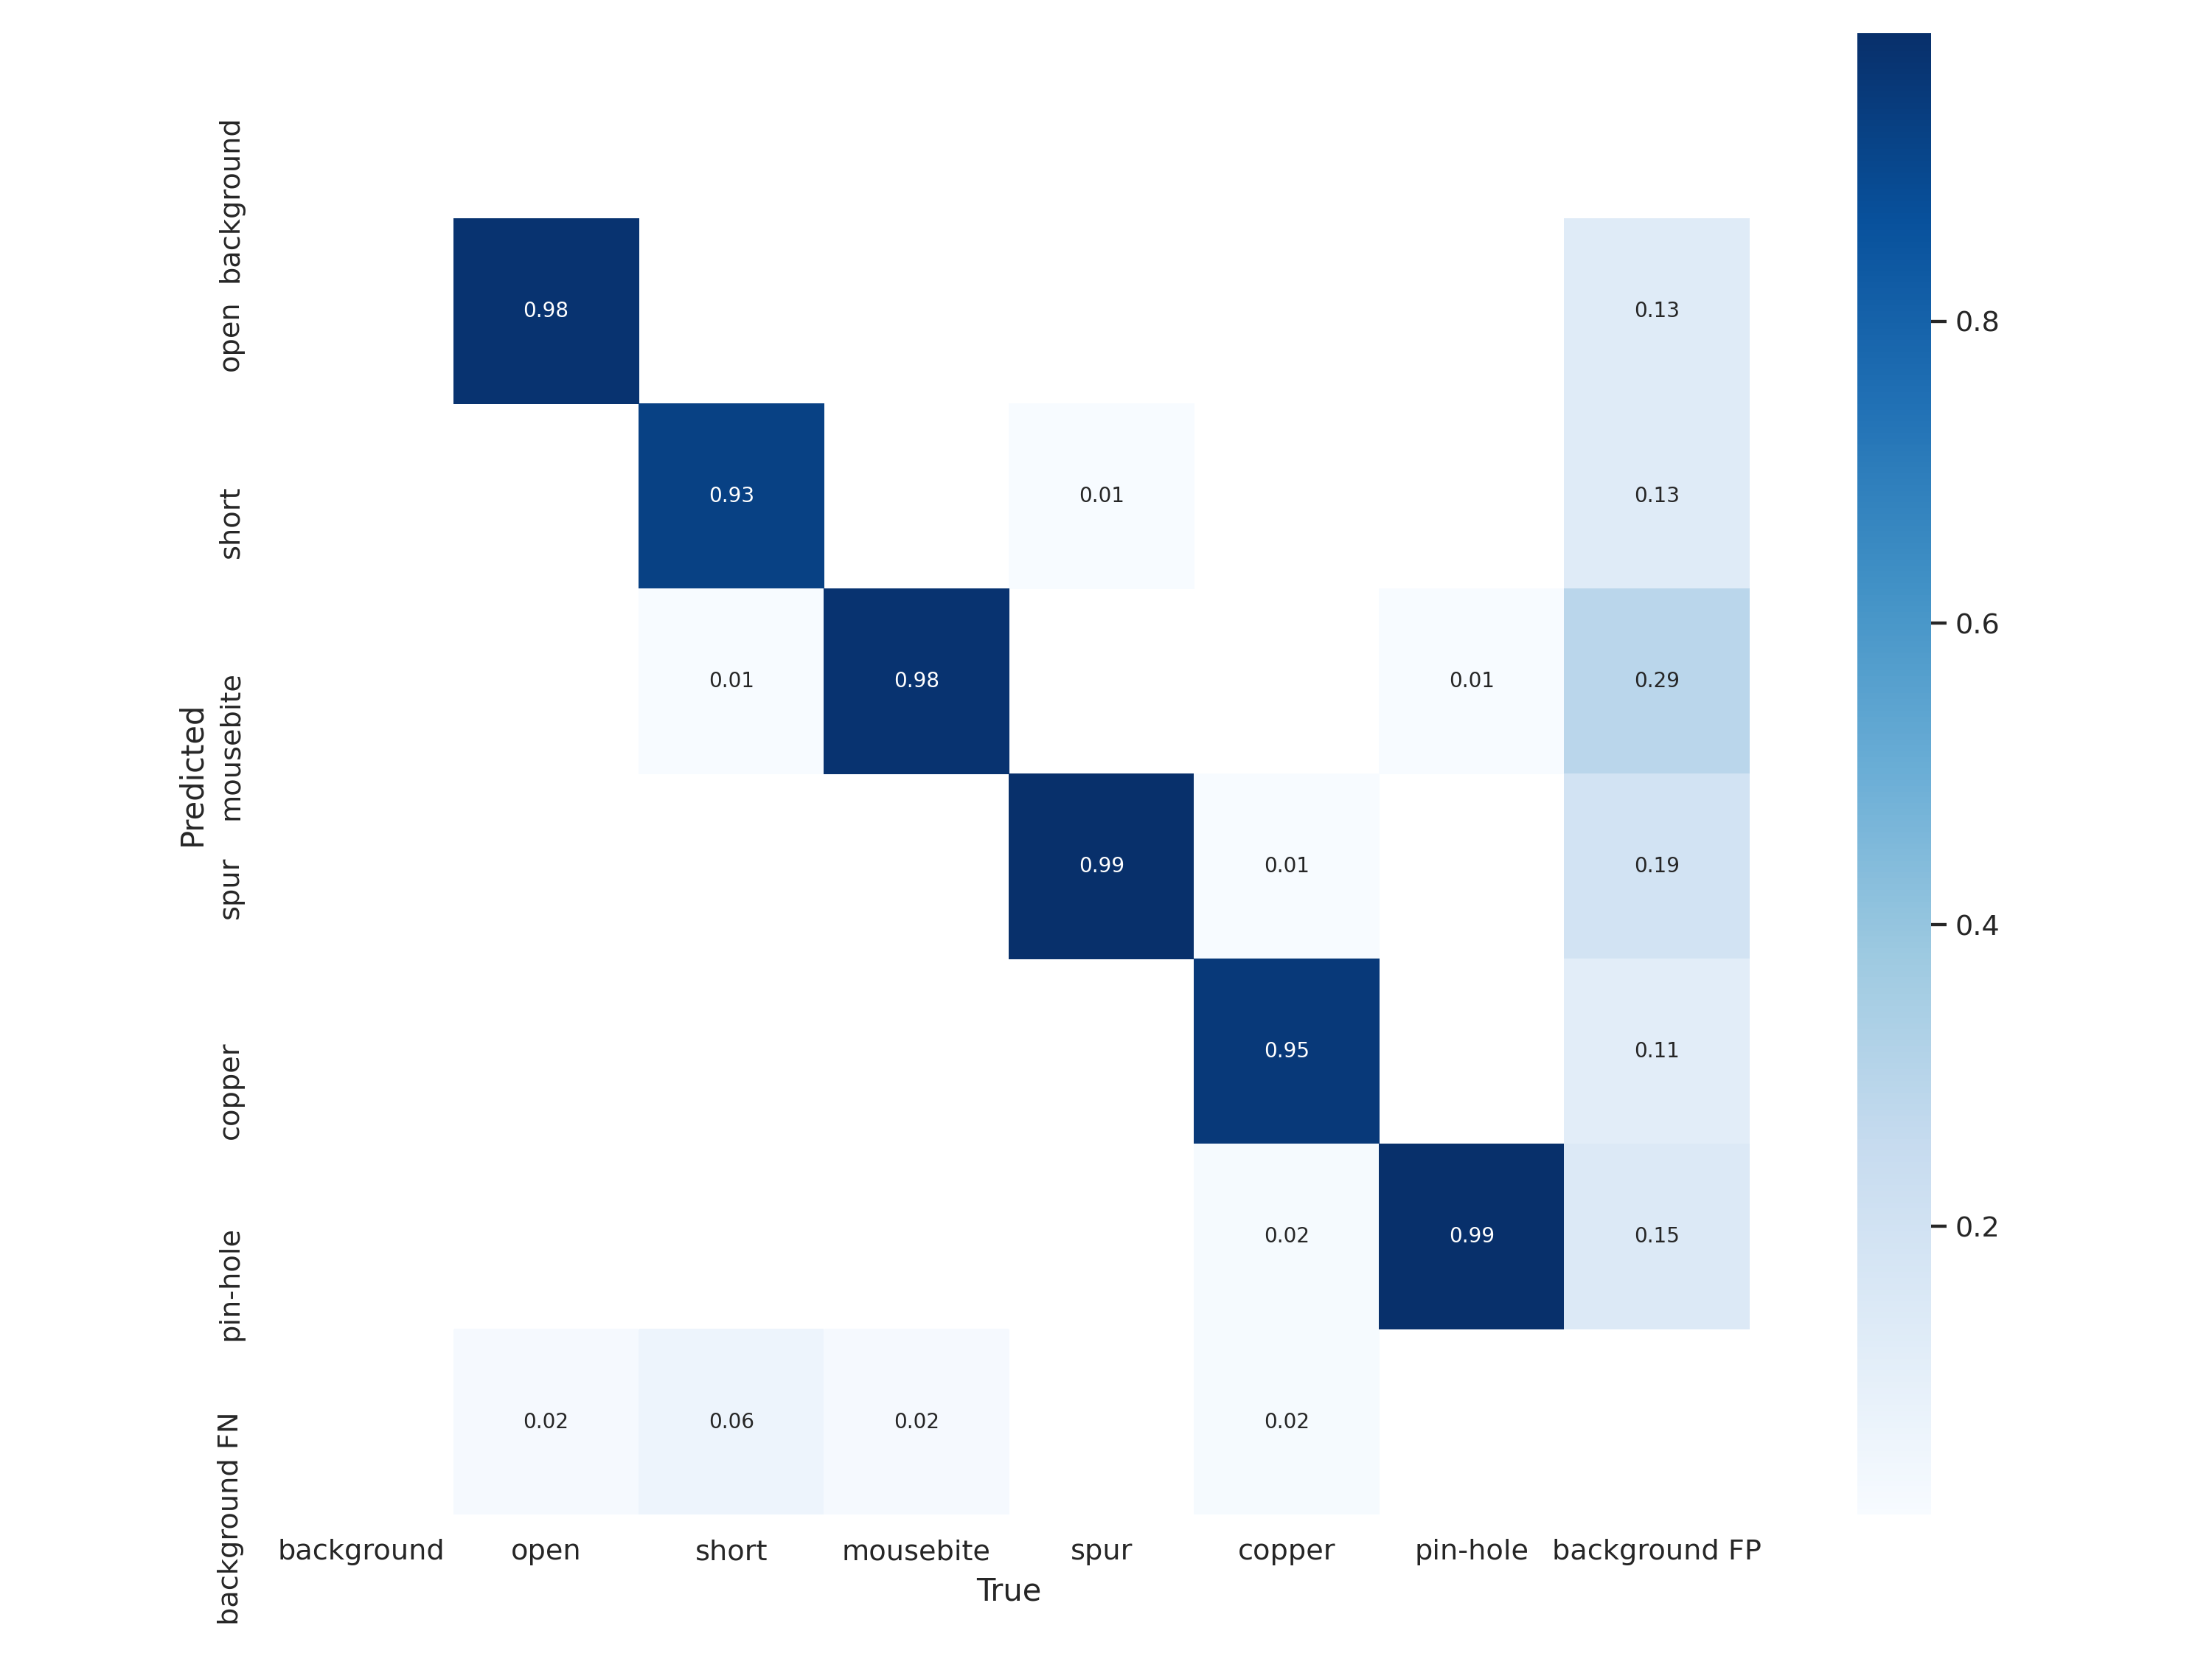 background
open
0.98
0.13
0.8
short
0.93
0.01
0.13
mousebite
0.01
0.98
0.01
0.29
0.6
Predicted
spur
0.99
0.01
0.19
0.4
copper
0.95
0.11
pin-hole
0.02
0.99
0.15
0.2
background FN
0.02
0.06
0.02
0.02
background open short mousebite spur copper pin-hole background FP
True